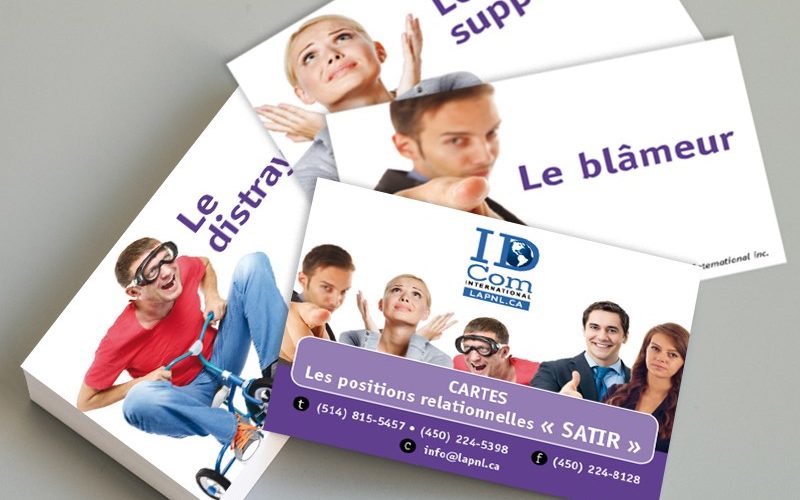 Le
supp
Le blâmeur
International inc.
Le
distray
ID
Com
INTERNATIONAL
LAPNL.CA
CARTES
Les positions relationnelles « SATIR »
t (514) 815-5457 • (450) 224-5398
f (450) 224-8128
c info@lapnl.ca